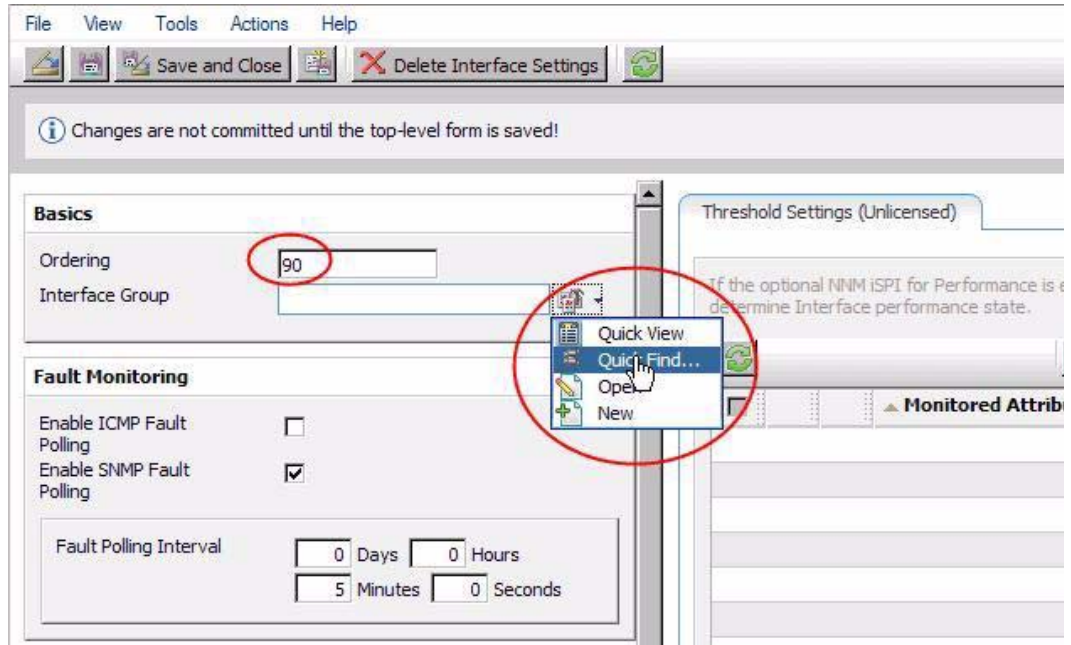 File View Tools Actions Help
Save and Close Delete Interface Settings
Changes are not committed until the top-level form is saved!
Basics
Ordering 90
Interface Group
Quick View
Quick Find...
Open
New
Fault Monitoring
Enable ICMP Fault
Polling
Enable SNMP Fault
Polling
Fault Polling Interval 0 Days 0 Hours
5 Minutes 0 Seconds
Threshold Settings (Unlicensed)
If the optional NNM iSPI for Performance is
determine Interface performance state.
Monitored Attrib